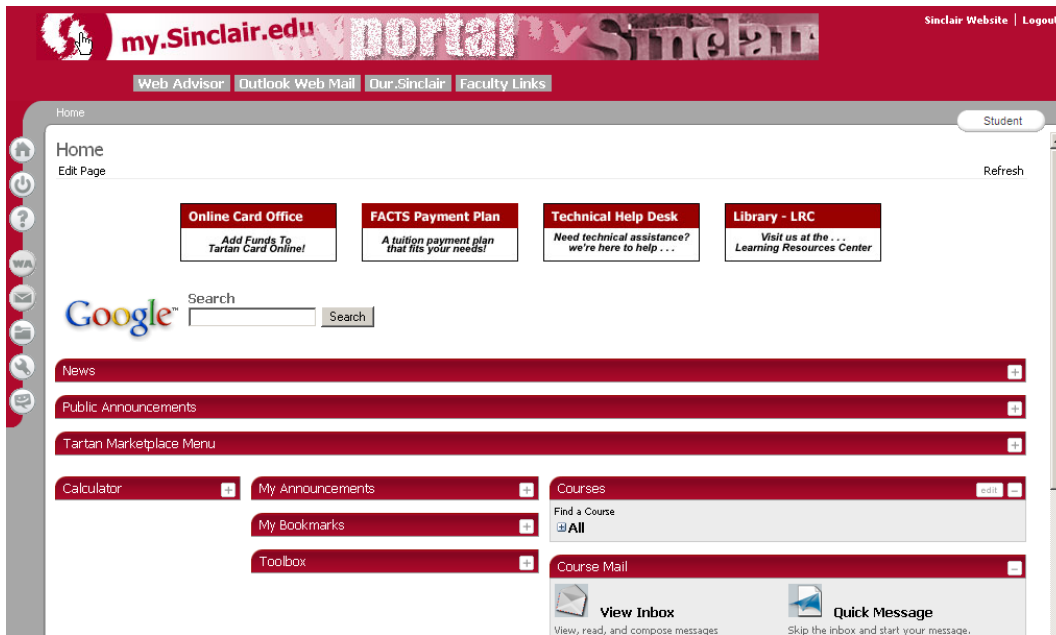 my.Sinclair.edu
my portal
my Sinclair
Sinclair Website | Logout
Web Advisor Outlook Web Mail Our.Sinclair Faculty Links
Home
Student
Home
Edit Page
Refresh
Online Card Office
Add Funds To
Tartan Card Online!
FACTS Payment Plan
A tuition payment plan
that fits your needs!
Technical Help Desk
Need technical assistance?
we're here to help . . .
Library - LRC
Visit us at the . . .
Learning Resources Center
Google™
Search
Search
News
Public Announcements
Tartan Marketplace Menu
Calculator
My Announcements
My Bookmarks
Toolbox
Courses
edit
Find a Course
All
Course Mail
View Inbox
View, read, and compose messages
Quick Message
Skip the inbox and start your message.
WA